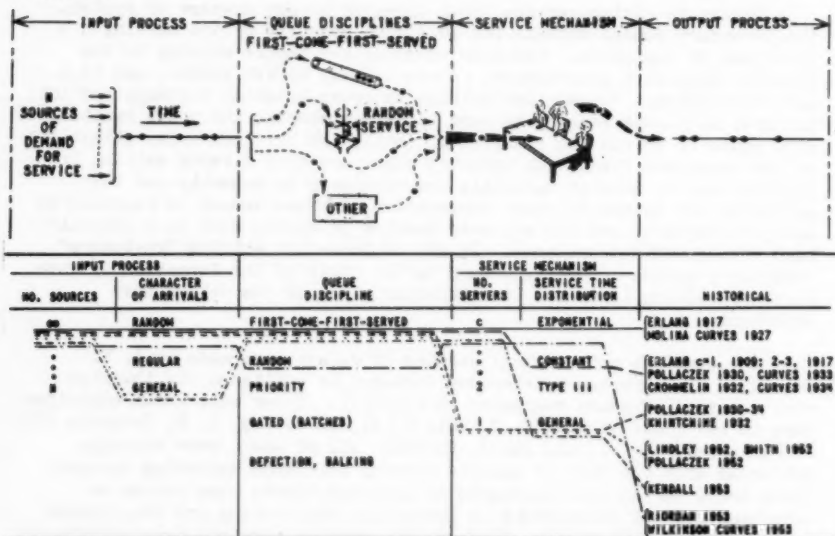 INPUT PROCESS
QUEUE DISCIPLINES
SERVICE MECHANISM
OUTPUT PROCESS
FIRST-COME-FIRST-SERVED
N
SOURCES
OF
DEMAND
FOR
SERVICE
TIME
RANDOM
SERVICE
OTHER
INPUT PROCESS
SERVICE MECHANISM
NO. SOURCES
CHARACTER
OF ARRIVALS
QUEUE
DISCIPLINE
NO.
SERVERS
SERVICE TIME
DISTRIBUTION
HISTORICAL
∞ RANDOM FIRST-COME-FIRST-SERVED c EXPONENTIAL ERLANG 1917
MOLINA CURVES 1927
REGULAR RANDOM CONSTANT ERLANG c=1, 1909; 2-3, 1917
POLLACZEK 1930, CURVES 1933
N GENERAL PRIORITY 2 TYPE III CROMMELIN 1932, CURVES 1934
GATED (BATCHES) 1 GENERAL POLLACZEK 1930-34
KHINTCHINE 1932
DEFECTION, BALKING LINDLEY 1952, SMITH 1952
POLLACZEK 1952
KENDALL 1953
RIORDAN 1953
WILKINSON CURVES 1953